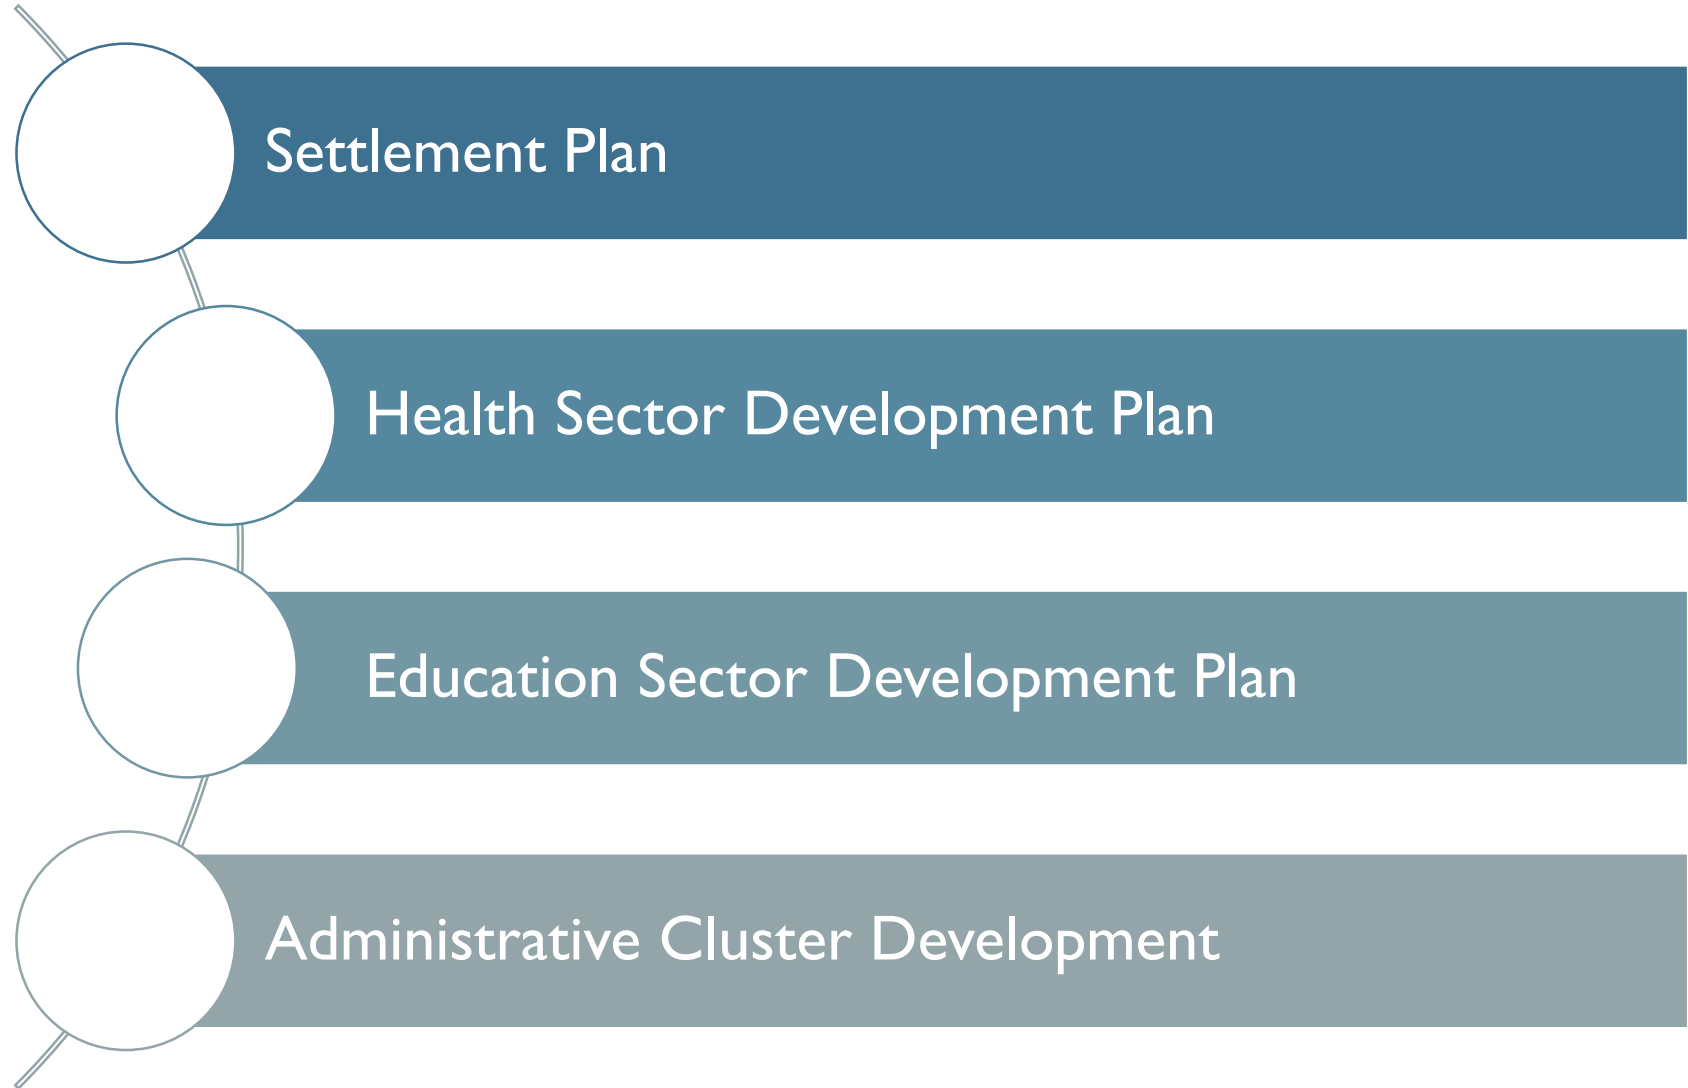 Settlement Plan
Health Sector Development Plan
Education Sector Development Plan
Administrative Cluster Development